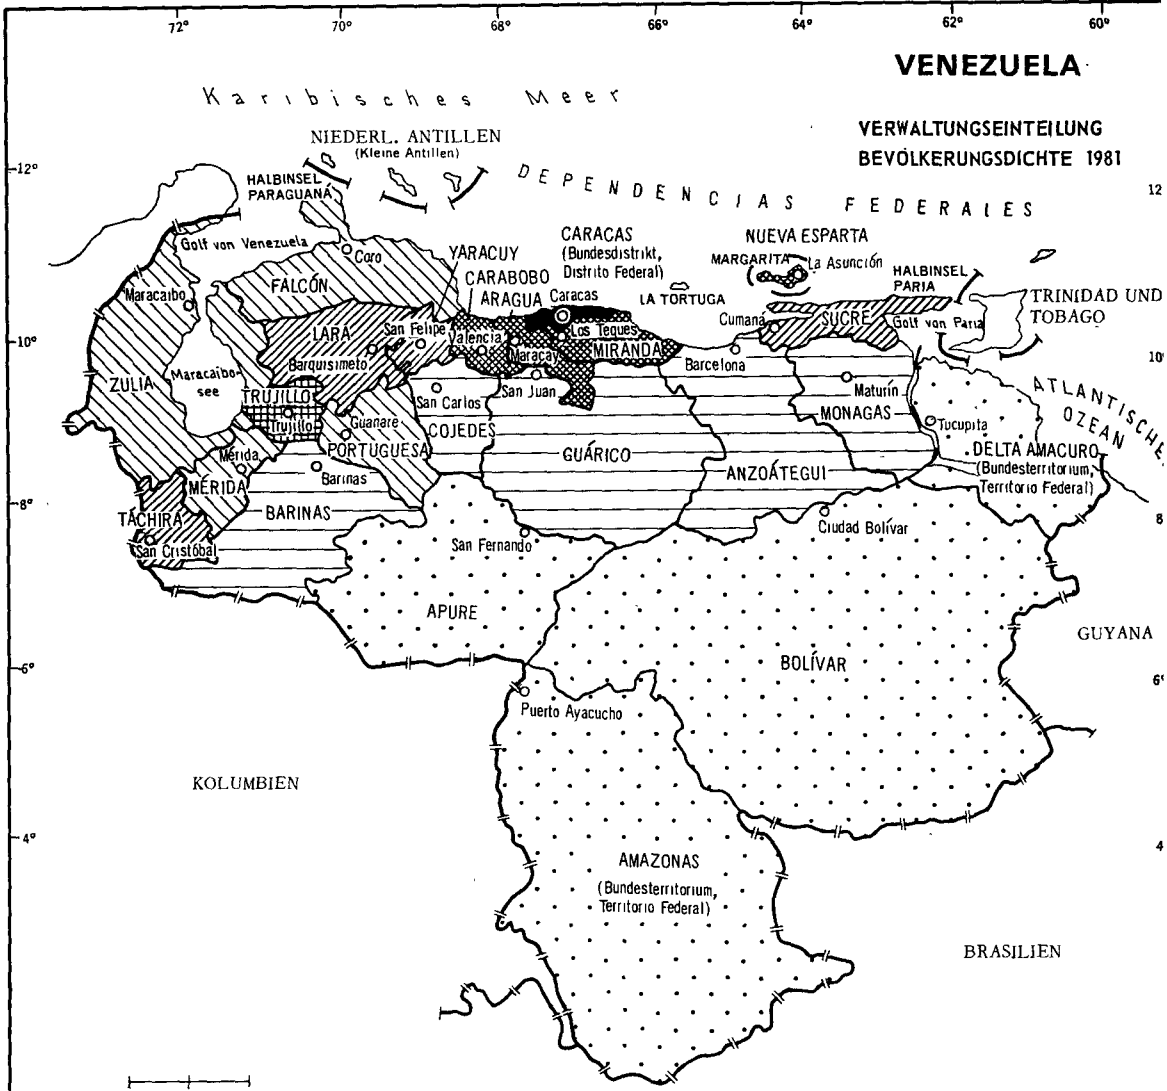 72° 70° 68° 66° 64° 62° 60°
VENEZUELA
Karibisches Meer
VERWALTUNGSEINTEILUNG
BEVÖLKERUNGSDICHTE 1981
NIEDERL. ANTILLEN
(Kleine Antillen)
12°
12
DEPENDENCIAS FEDERALES
HALBINSEL
PARAGUANÁ
Golf von Venezuela
Coro
YARACUY
CARABOBO
ARAGUA
CARACAS
(Bundesdistrikt,
Distrito Federal)
Caracas
NUEVA ESPARTA
MARGARITA
La Asunción
LA TORTUGA
HALBINSEL
PARIA
TRINIDAD UND
TOBAGO
Maracaibo
FALCÓN
10°
10°
LARA
San Felipe
Valencia
Maracay
Los Teques
MIRANDA
Cumaná
SUCRE
Golf von Paria
Barquisimeto
Barcelona
ZULIA
Maracaibo-
see
TRUJILLO
Trujillo
San Carlos
San Juan
Maturín
MONAGAS
ATLANTISCHER
OZEAN
Guanare
PORTUGUESA
COJEDES
GUÁRICO
ANZOÁTEGUI
Tucupita
DELTA AMACURO
(Bundesterritorium,
Territorio Federal)
Mérida
MÉRIDA
Barinas
BARINAS
8°
8
TÁCHIRA
San Cristóbal
San Fernando
Ciudad Bolívar
APURE
BOLÍVAR
GUYANA
6°
6°
Puerto Ayacucho
KOLUMBIEN
4°
4
AMAZONAS
(Bundesterritorium,
Territorio Federal)
BRASILIEN